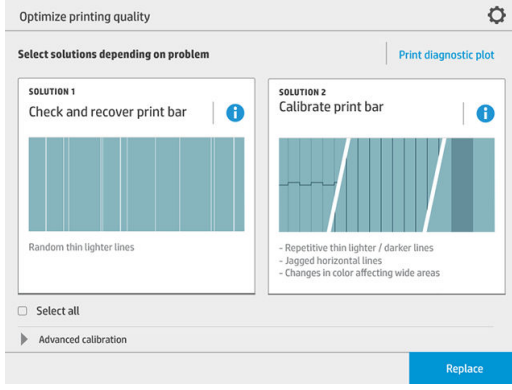 Optimize printing quality
Select solutions depending on problem
Print diagnostic plot
SOLUTION 1
Check and recover print bar
Random thin lighter lines
SOLUTION 2
Calibrate print bar
- Repetitive thin lighter / darker lines
- Jagged horizontal lines
- Changes in color affecting wide areas
Select all
Advanced calibration
Replace